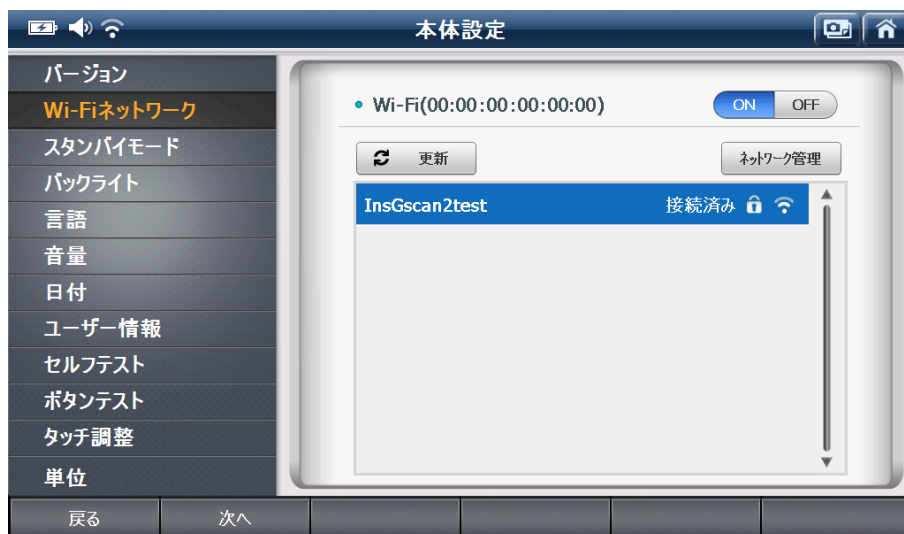 本体設定
バージョン
Wi-Fiネットワーク
スタンバイモード
バックライト
言語
音量
日付
ユーザー情報
セルフテスト
ボタンテスト
タッチ調整
単位
• Wi-Fi(00:00:00:00:00:00) ON OFF
更新 ネットワーク管理
InsGscan2test 接続済み
戻る 次へ